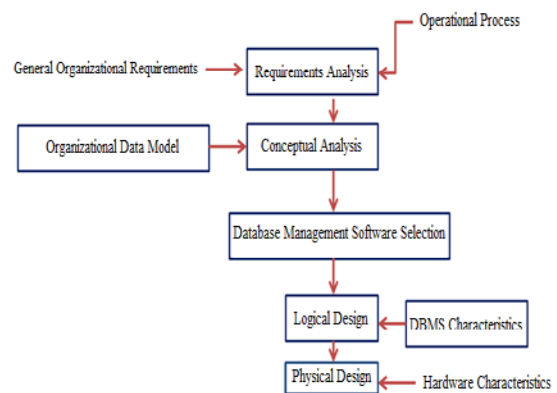 Operational Process
General Organizational Requirements
Requirements Analysis
Organizational Data Model
Conceptual Analysis
Database Management Software Selection
Logical Design
DBMS Characteristics
Physical Design
Hardware Characteristics